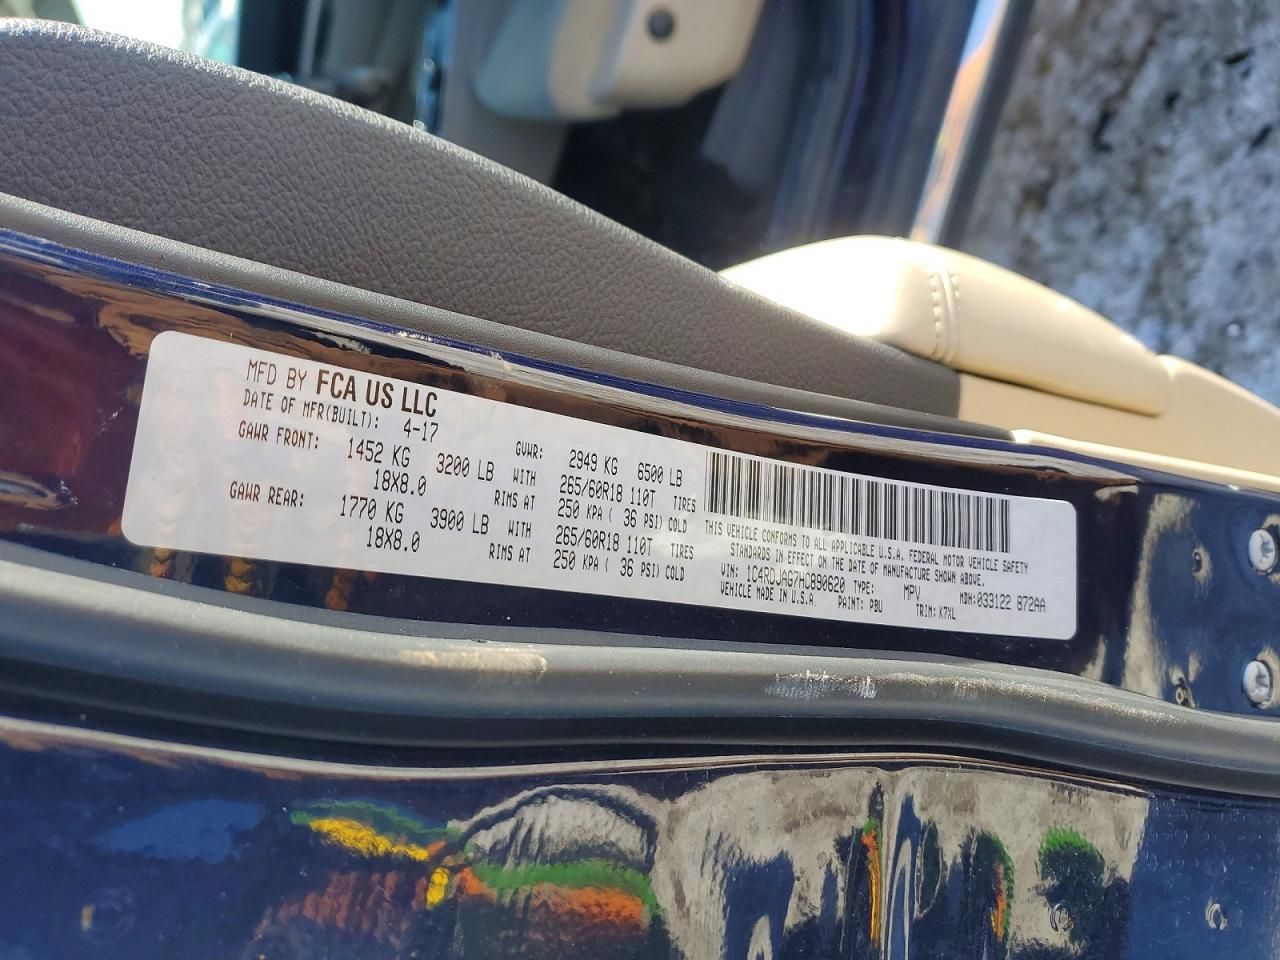 MFD BY FCA US LLC
DATE OF MFR(BUILT): 4-17
GVWR: 2949 KG 6500 LB
GAWR FRONT: 1452 KG 3200 LB WITH 265/60R18 110T TIRES
18X8.0 RIMS AT 250 KPA ( 36 PSI) COLD
GAWR REAR: 1770 KG 3900 LB WITH 265/60R18 110T TIRES
18X8.0 RIMS AT 250 KPA ( 36 PSI) COLD
THIS VEHICLE CONFORMS TO ALL APPLICABLE U.S.A. FEDERAL MOTOR VEHICLE SAFETY
STANDARDS IN EFFECT ON THE DATE OF MANUFACTURE SHOWN ABOVE.
VIN: 1C4RDJAG7HC890620 TYPE: MPV MDH:033122 872AA
VEHICLE MADE IN U.S.A. PAINT: PBU TRIM: K7XL